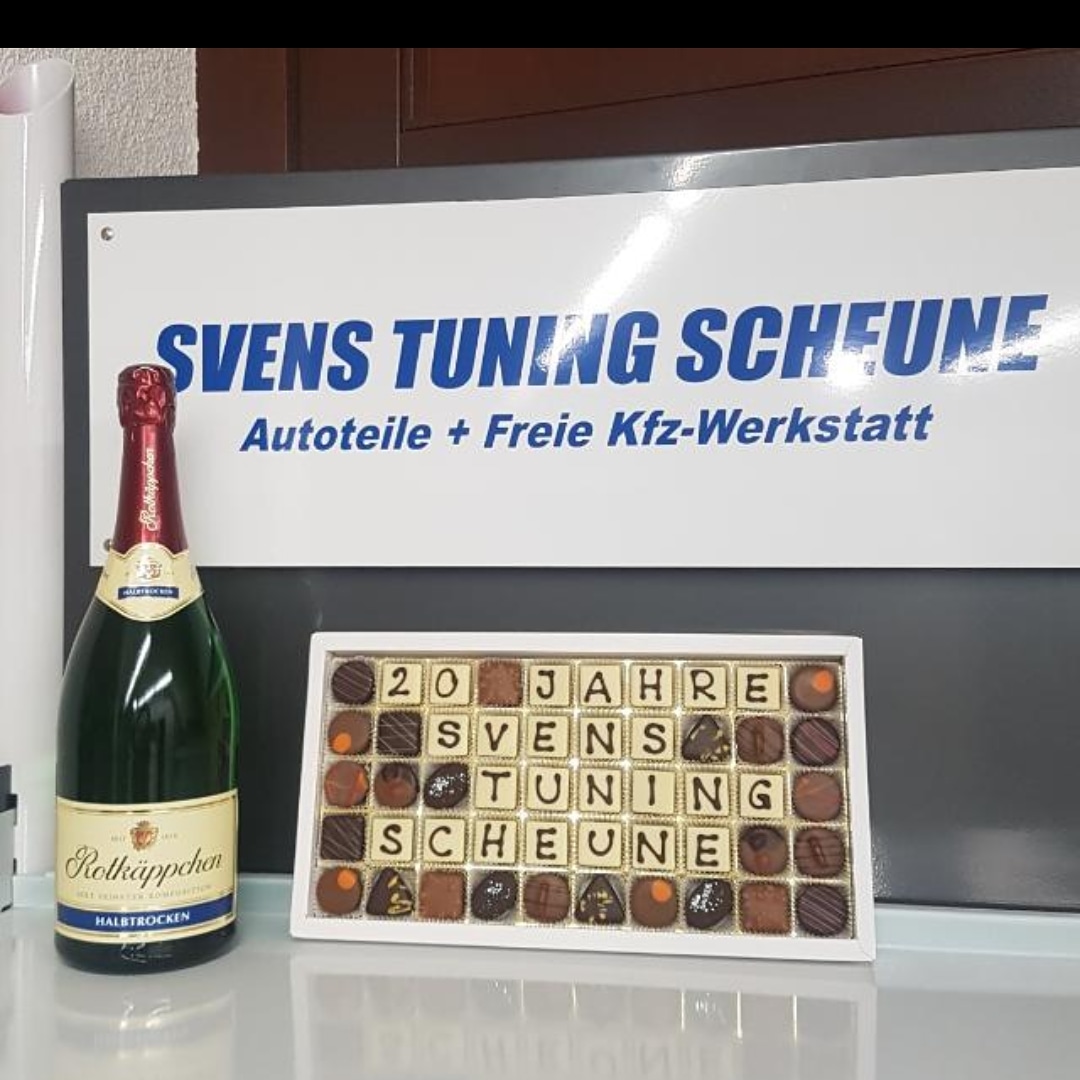 SVENS TUNING SCHEUNE
Autoteile + Freie Kfz-Werkstatt
Rotkäppchen
HALBTROCKEN
Rotkäppchen
HALBTROCKEN
20 JAHRE
SVENS
TUNING
SCHEUNE